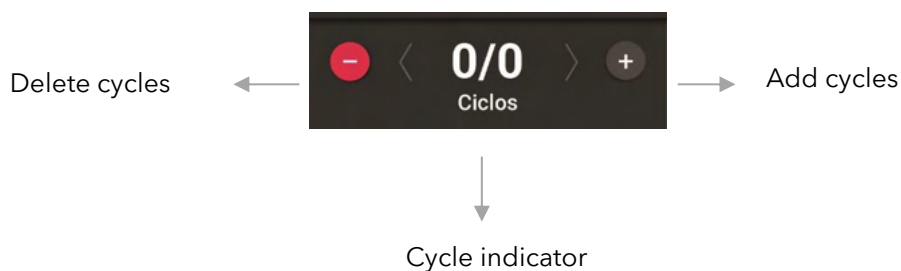 0/0
Delete cycles
Add cycles
Ciclos
Cycle indicator